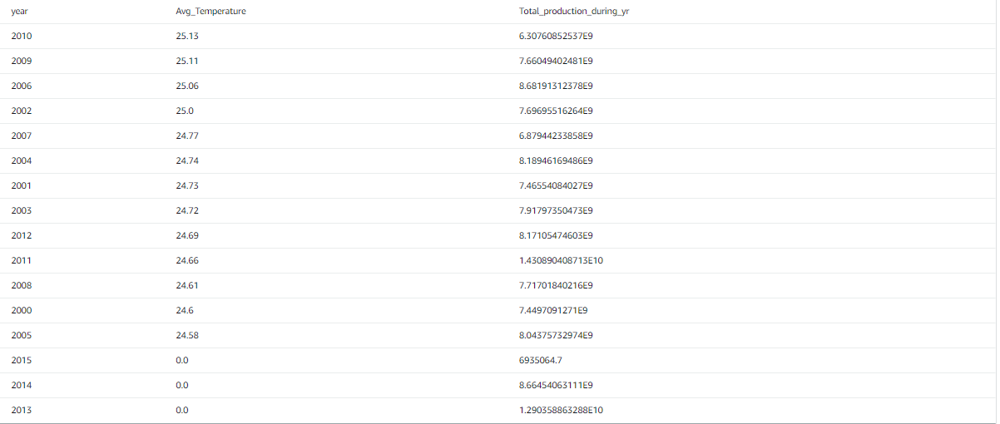 year Avg_Temperature Total_production_during_yr
2010 25.13 6.30760852537E9
2009 25.11 7.66049402481E9
2006 25.06 8.68191312378E9
2002 25.0 7.69695516264E9
2007 24.77 6.87944233858E9
2004 24.74 8.18946169486E9
2001 24.73 7.46554084027E9
2003 24.72 7.91797350473E9
2012 24.69 8.17105474603E9
2011 24.66 1.430890408713E10
2008 24.61 7.71701840216E9
2000 24.6 7.4497091271E9
2005 24.58 8.04375732974E9
2015 0.0 6935064.7
2014 0.0 8.66454063111E9
2013 0.0 1.290358863288E10